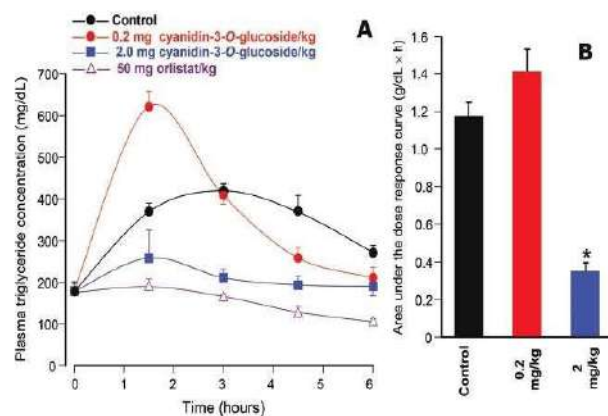 Control
0.2 mg cyanidin-3-O-glucoside/kg
2.0 mg cyanidin-3-O-glucoside/kg
50 mg orlistat/kg
A
Plasma triglyceride concentration (mg/dL)
700
600
500
400
300
200
100
0
0
1
2
3
4
5
6
Time (hours)
B
Area under the dose response curve (g/dL × h)
1.6
1.4
1.2
1.0
0.8
0.6
0.4
0.2
0
*
Control
0.2
mg/kg
2
mg/kg